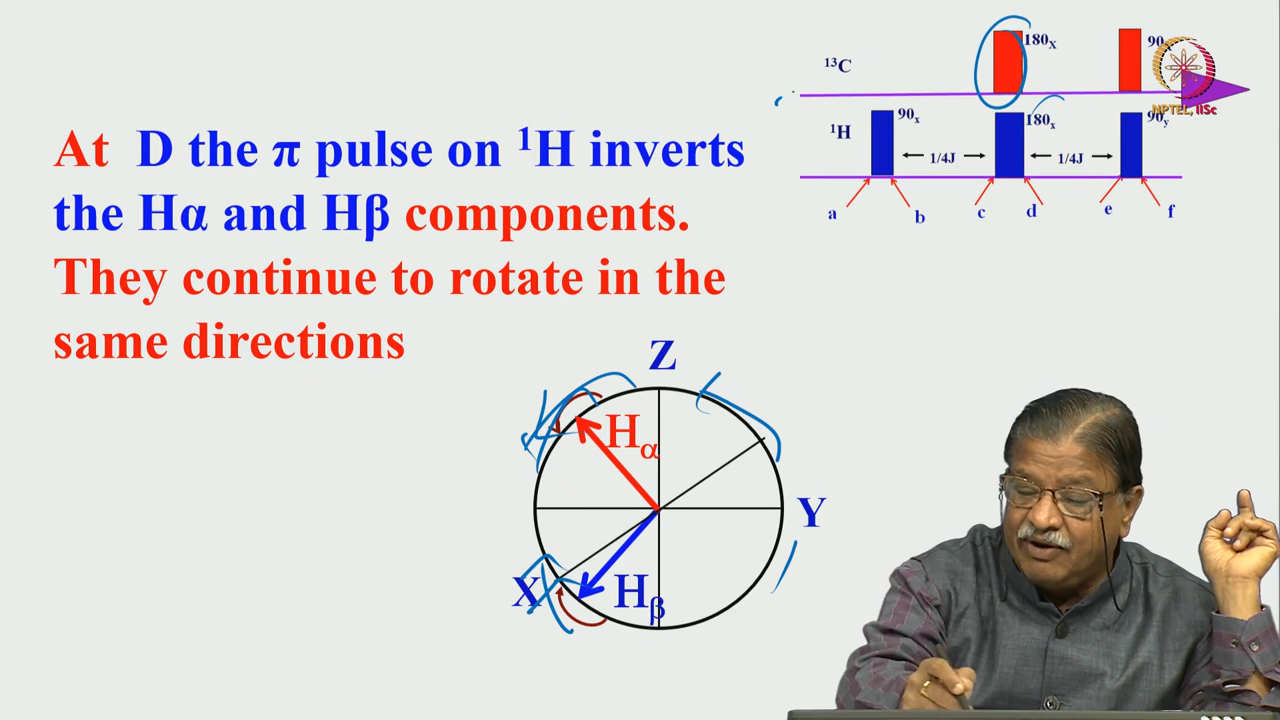 ¹³C
180X
90
NPTEL, IISc
¹H
90x
1/4J
180x
1/4J
90y
a
b
c
d
e
f
At D the π pulse on ¹H inverts
the Hα and Hβ components.
They continue to rotate in the
same directions
Z
Hα
Y
X
Hβ